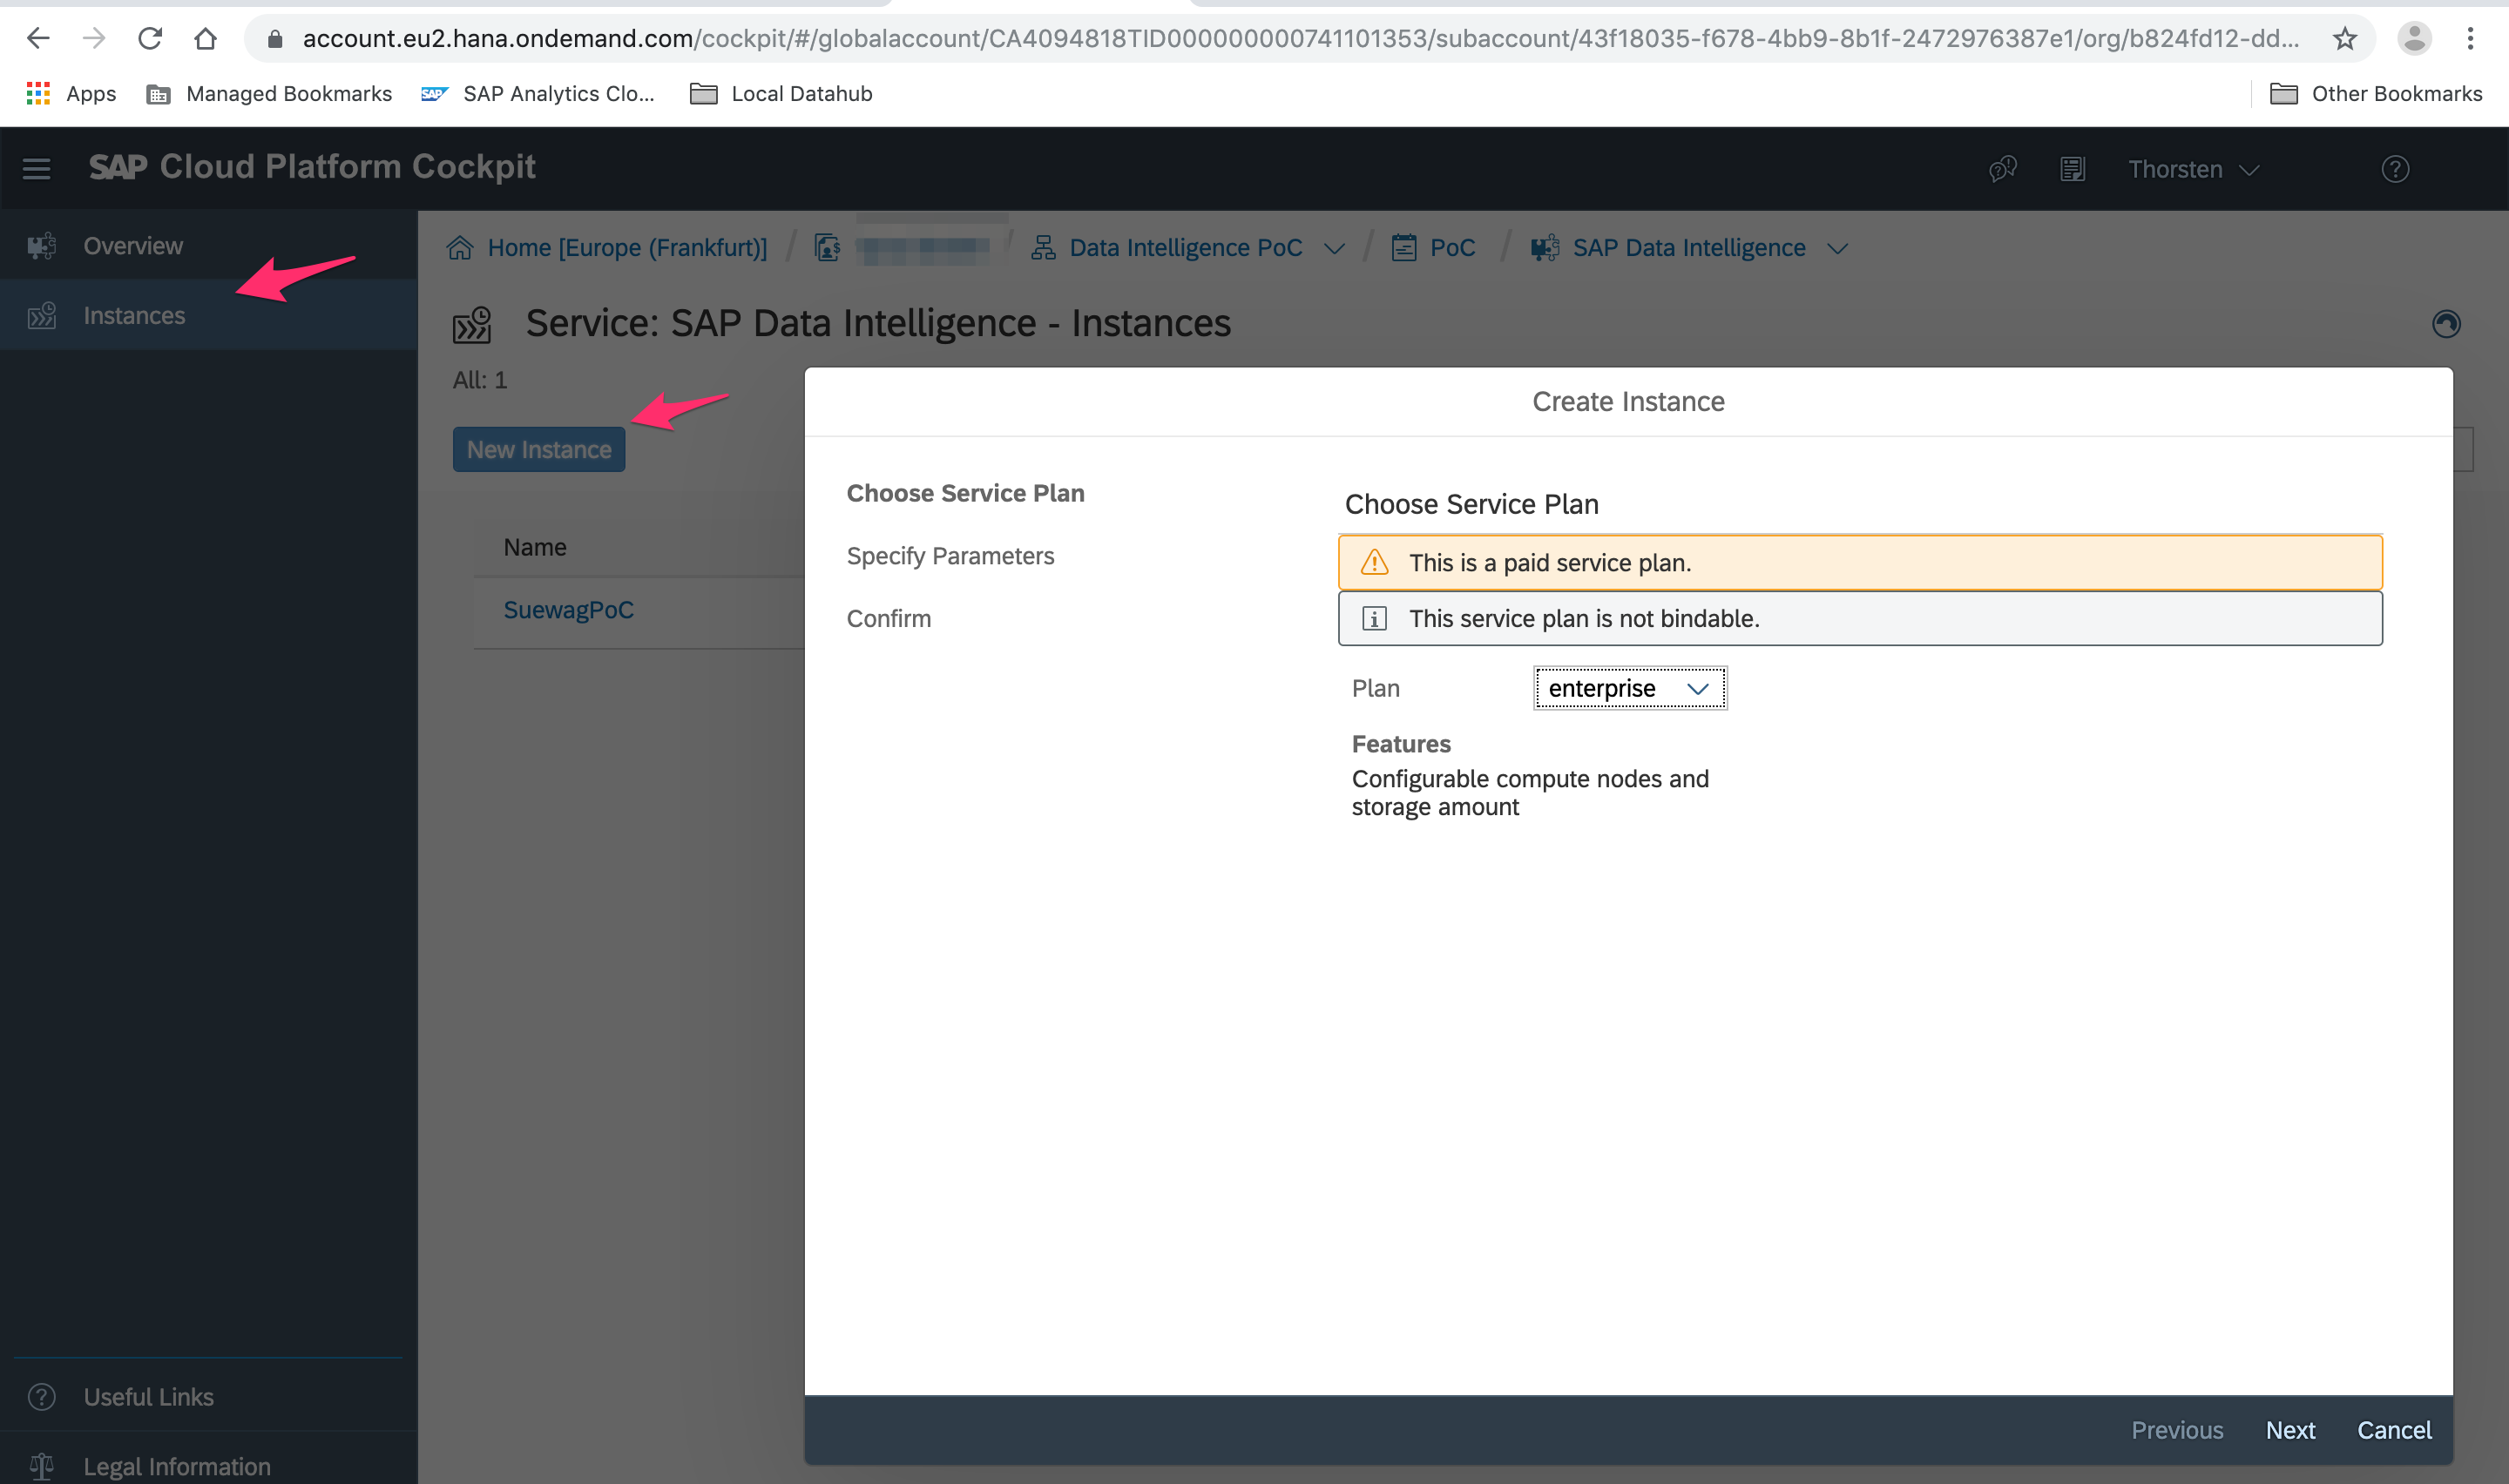 account.eu2.hana.ondemand.com/cockpit/#/globalaccount/CA4094818TID000000000741101353/subaccount/43f18035-f678-4bb9-8b1f-2472976387e1/org/b824fd12-dd...
Apps Managed Bookmarks SAP SAP Analytics Clo... Local Datahub Other Bookmarks
SAP Cloud Platform Cockpit Thorsten
Overview
Instances
Home [Europe (Frankfurt)] / / Data Intelligence PoC / PoC / SAP Data Intelligence
Service: SAP Data Intelligence - Instances
All: 1
New Instance
Name
SuewagPoC
Create Instance
Choose Service Plan
Specify Parameters
Confirm
Choose Service Plan
This is a paid service plan.
This service plan is not bindable.
Plan enterprise
Features
Configurable compute nodes and
storage amount
Previous Next Cancel
Useful Links
Legal Information